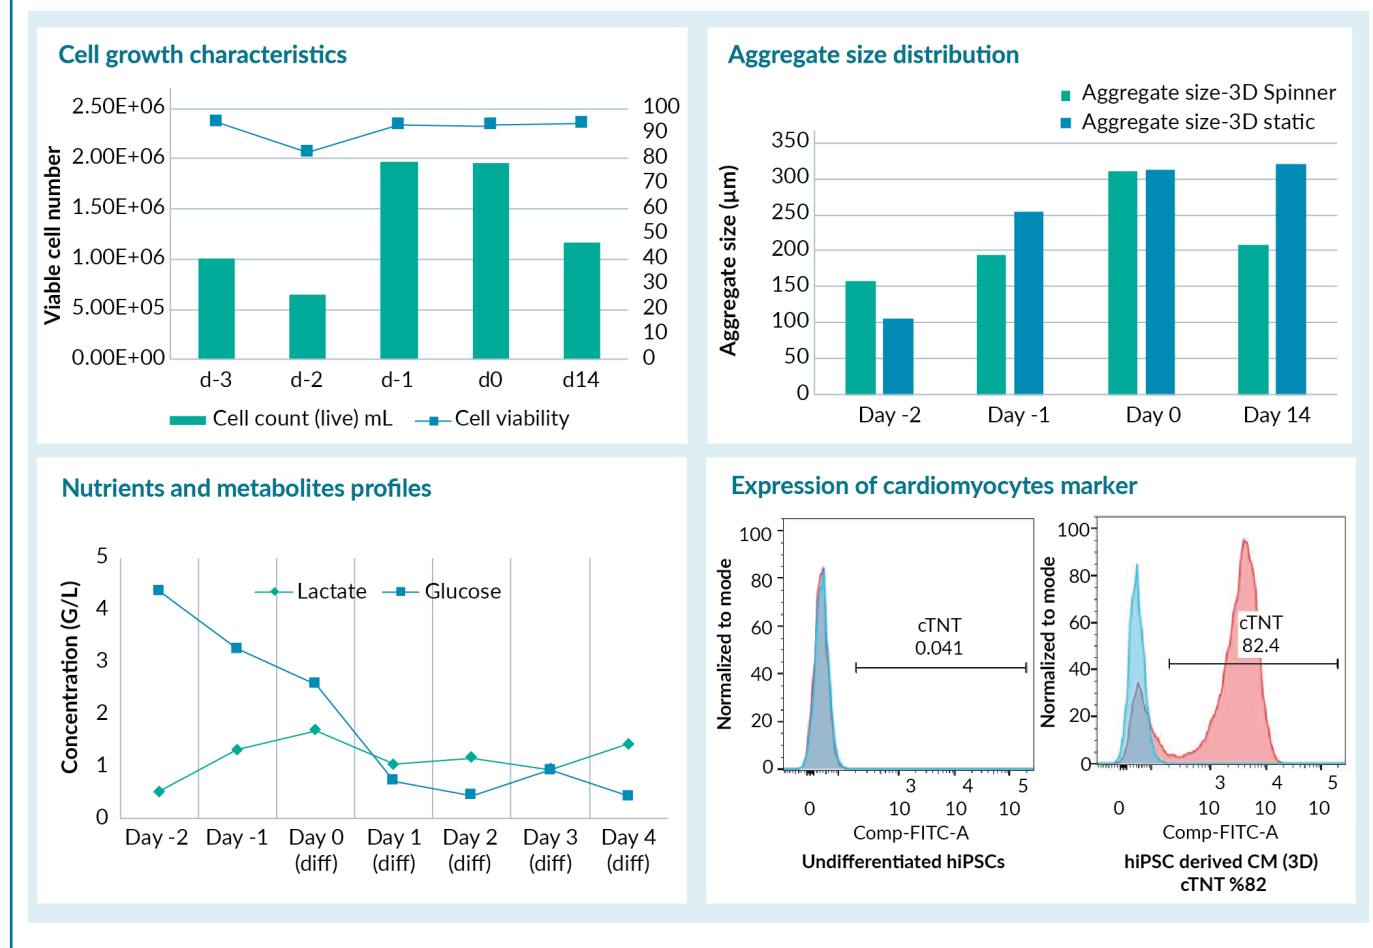 Cell growth characteristics
Viable cell number
2.50E+06
2.00E+06
1.50E+06
1.00E+06
5.00E+05
0.00E+00
100
90
80
70
60
50
40
30
20
10
0
d-3 d-2 d-1 d0 d14
Cell count (live) mL Cell viability
Aggregate size distribution
Aggregate size-3D Spinner
Aggregate size-3D static
Aggregate size (µm)
350
300
250
200
150
100
50
0
Day -2 Day -1 Day 0 Day 14
Nutrients and metabolites profiles
Concentration (G/L)
5
4
3
2
1
0
Lactate Glucose
Day -2 Day -1 Day 0 Day 1 Day 2 Day 3 Day 4
(diff) (diff) (diff) (diff) (diff)
Expression of cardiomyocytes marker
Normalized to mode
100
80
60
40
20
0
cTNT
0.041
3 4 5
0 10 10 10
Comp-FITC-A
Undifferentiated hiPSCs
Normalized to mode
100
80
60
40
20
0
cTNT
82.4
3 4 5
0 10 10 10
Comp-FITC-A
hiPSC derived CM (3D)
cTNT %82